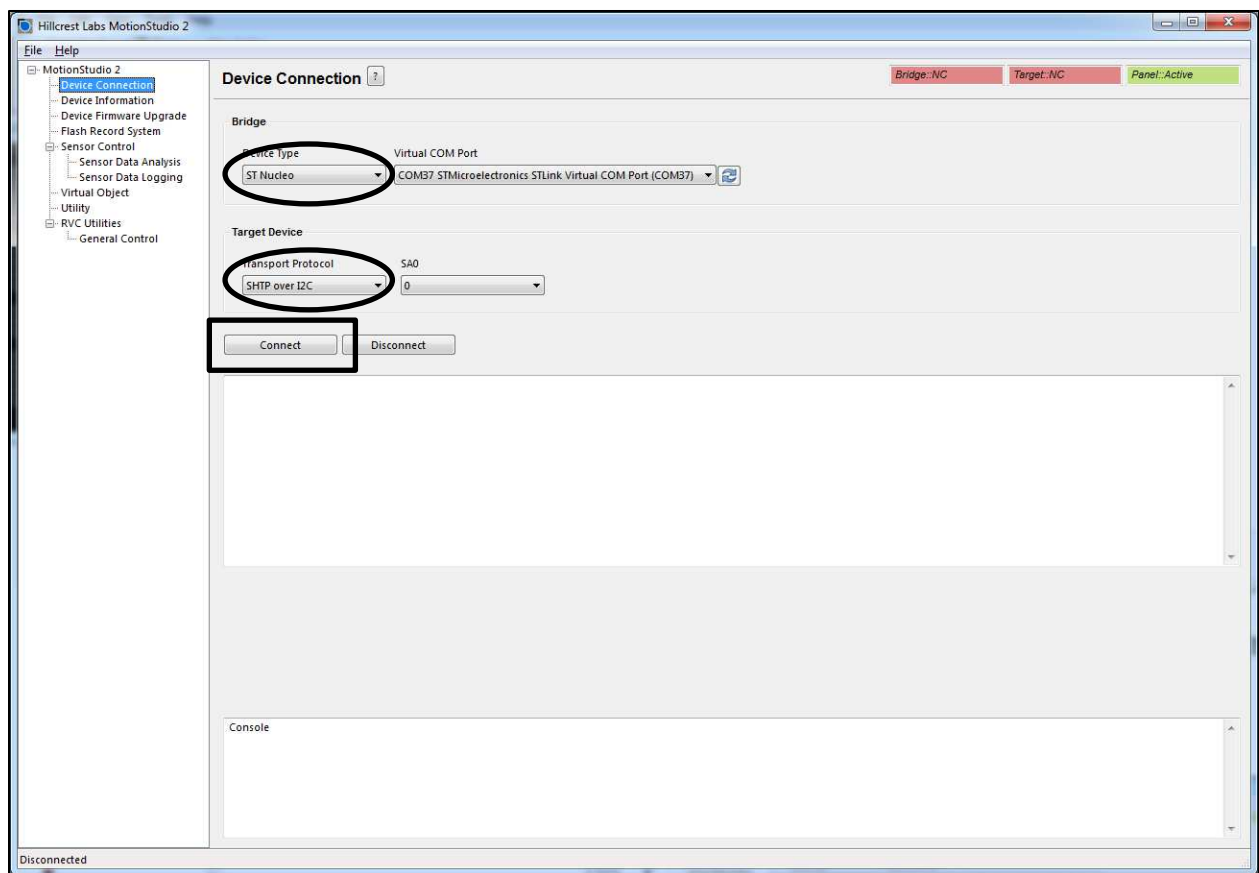 Hillcrest Labs MotionStudio 2
File Help
MotionStudio 2
Device Connection
Device Information
Device Firmware Upgrade
Flash Record System
Sensor Control
Sensor Data Analysis
Sensor Data Logging
Virtual Object
Utility
RVC Utilities
General Control
Device Connection ?
Bridge::NC Target::NC Panel::Active
Bridge
Device Type Virtual COM Port
ST Nucleo COM37 STMicroelectronics STLink Virtual COM Port (COM37)
Target Device
Transport Protocol SA0
SHTP over I2C 0
Connect Disconnect
Console
Disconnected